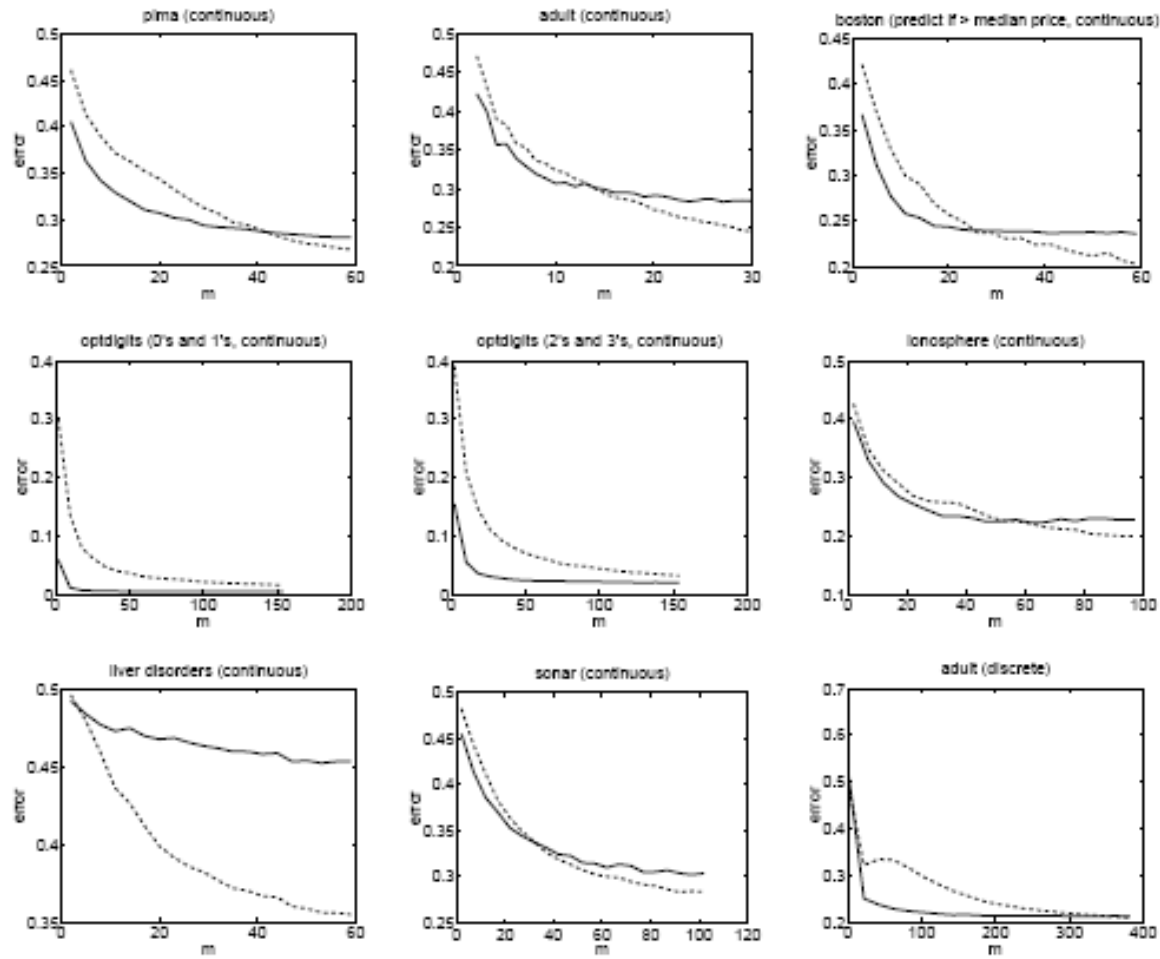 pima (continuous)
0.5
0.45
0.4
0.35
0.3
0.25
error
0 20 40 60
m
adult (continuous)
0.5
0.45
0.4
0.35
0.3
0.25
0.2
error
0 10 20 30
m
boston (predict if > median price, continuous)
0.45
0.4
0.35
0.3
0.25
0.2
error
0 20 40 60
m
optdigits (0's and 1's, continuous)
0.4
0.3
0.2
0.1
0
error
0 50 100 150 200
m
optdigits (2's and 3's, continuous)
0.4
0.3
0.2
0.1
0
error
0 50 100 150 200
m
ionosphere (continuous)
0.5
0.4
0.3
0.2
0.1
error
0 20 40 60 80 100
m
liver disorders (continuous)
0.5
0.45
0.4
0.35
error
0 20 40 60
m
sonar (continuous)
0.5
0.45
0.4
0.35
0.3
0.25
error
0 20 40 60 80 100 120
m
adult (discrete)
0.7
0.6
0.5
0.4
0.3
0.2
error
0 100 200 300 400
m